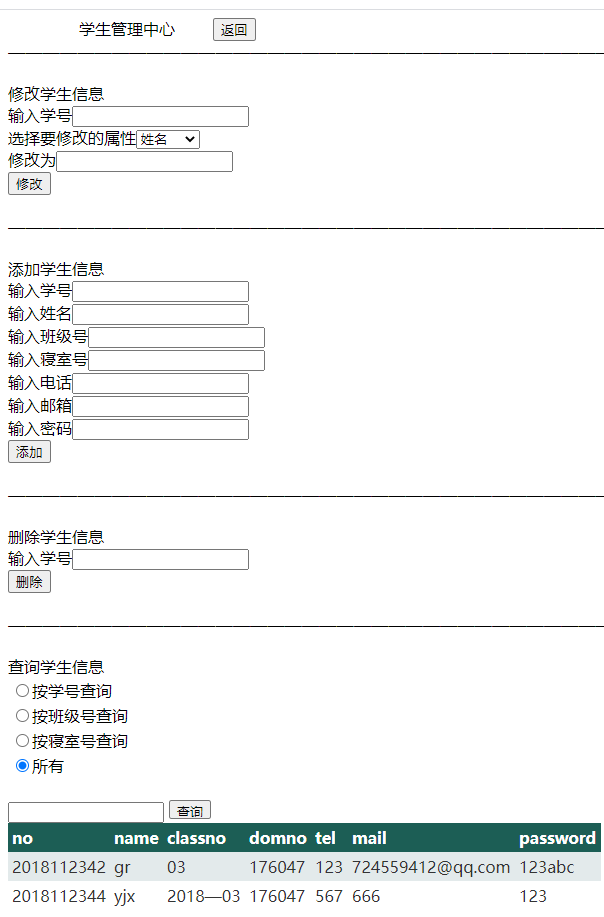 学生管理中心 返回
修改学生信息
输入学号
选择要修改的属性 姓名
修改为
修改
添加学生信息
输入学号
输入姓名
输入班级号
输入寝室号
输入电话
输入邮箱
输入密码
添加
删除学生信息
输入学号
删除
查询学生信息
按学号查询
按班级号查询
按寝室号查询
所有
查询
no name classno domno tel mail password
2018112342 gr 03 176047 123 724559412@qq.com 123abc
2018112344 yjx 2018—03 176047 567 666 123